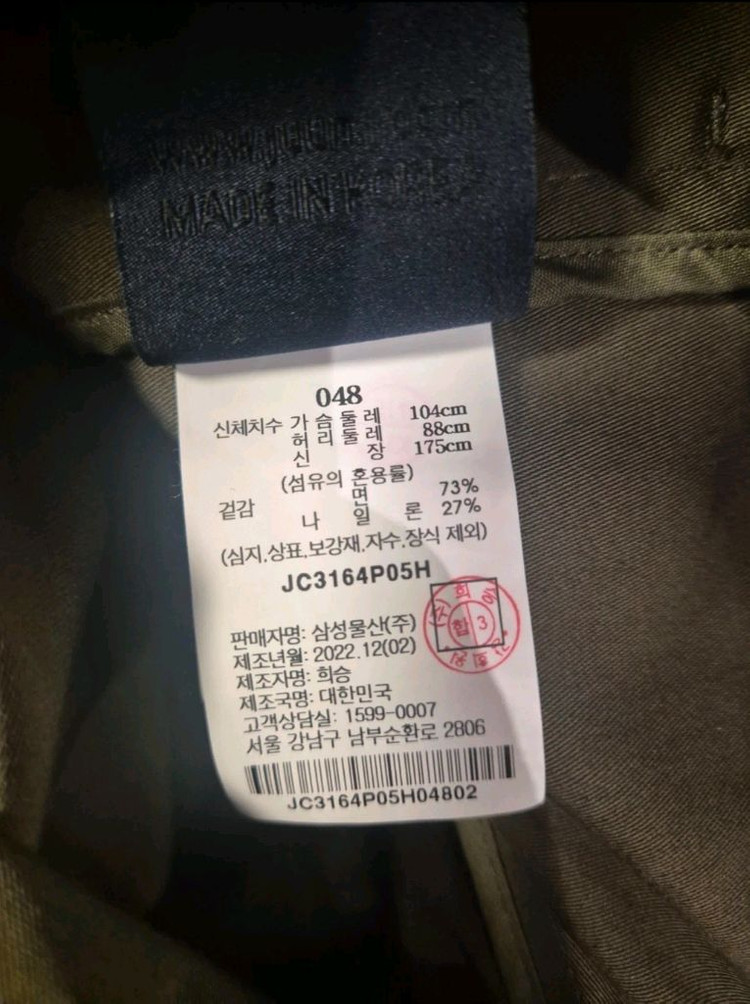 MADE IN KOREA
048
신체치수 가슴둘레 104cm
허리둘레 88cm
신 장 175cm
(섬유의 혼용률)
겉감 면 73%
나 일 론 27%
(심지,상표,보강재,자수,장식 제외)
JC3164P05H
판매자명: 삼성물산(주)
제조년월: 2022.12(02)
제조자명: 희승
제조국명: 대한민국
고객상담실: 1599-0007
서울 강남구 남부순환로 2806
JC3164P05H04802
합 3